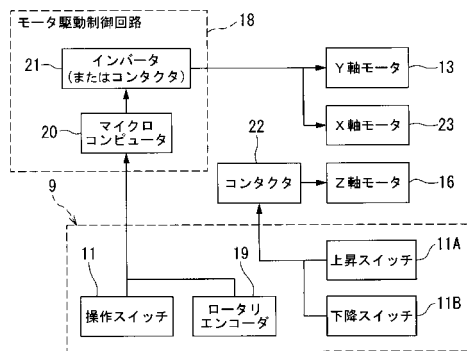 モータ駆動制御回路
18
21
インバータ
(またはコンタクタ)
Y軸モータ
13
20
マイクロ
コンピュータ
X軸モータ
23
22
コンタクタ
Z軸モータ
16
9
11
操作スイッチ
19
ロータリ
エンコーダ
上昇スイッチ
11A
下降スイッチ
11B